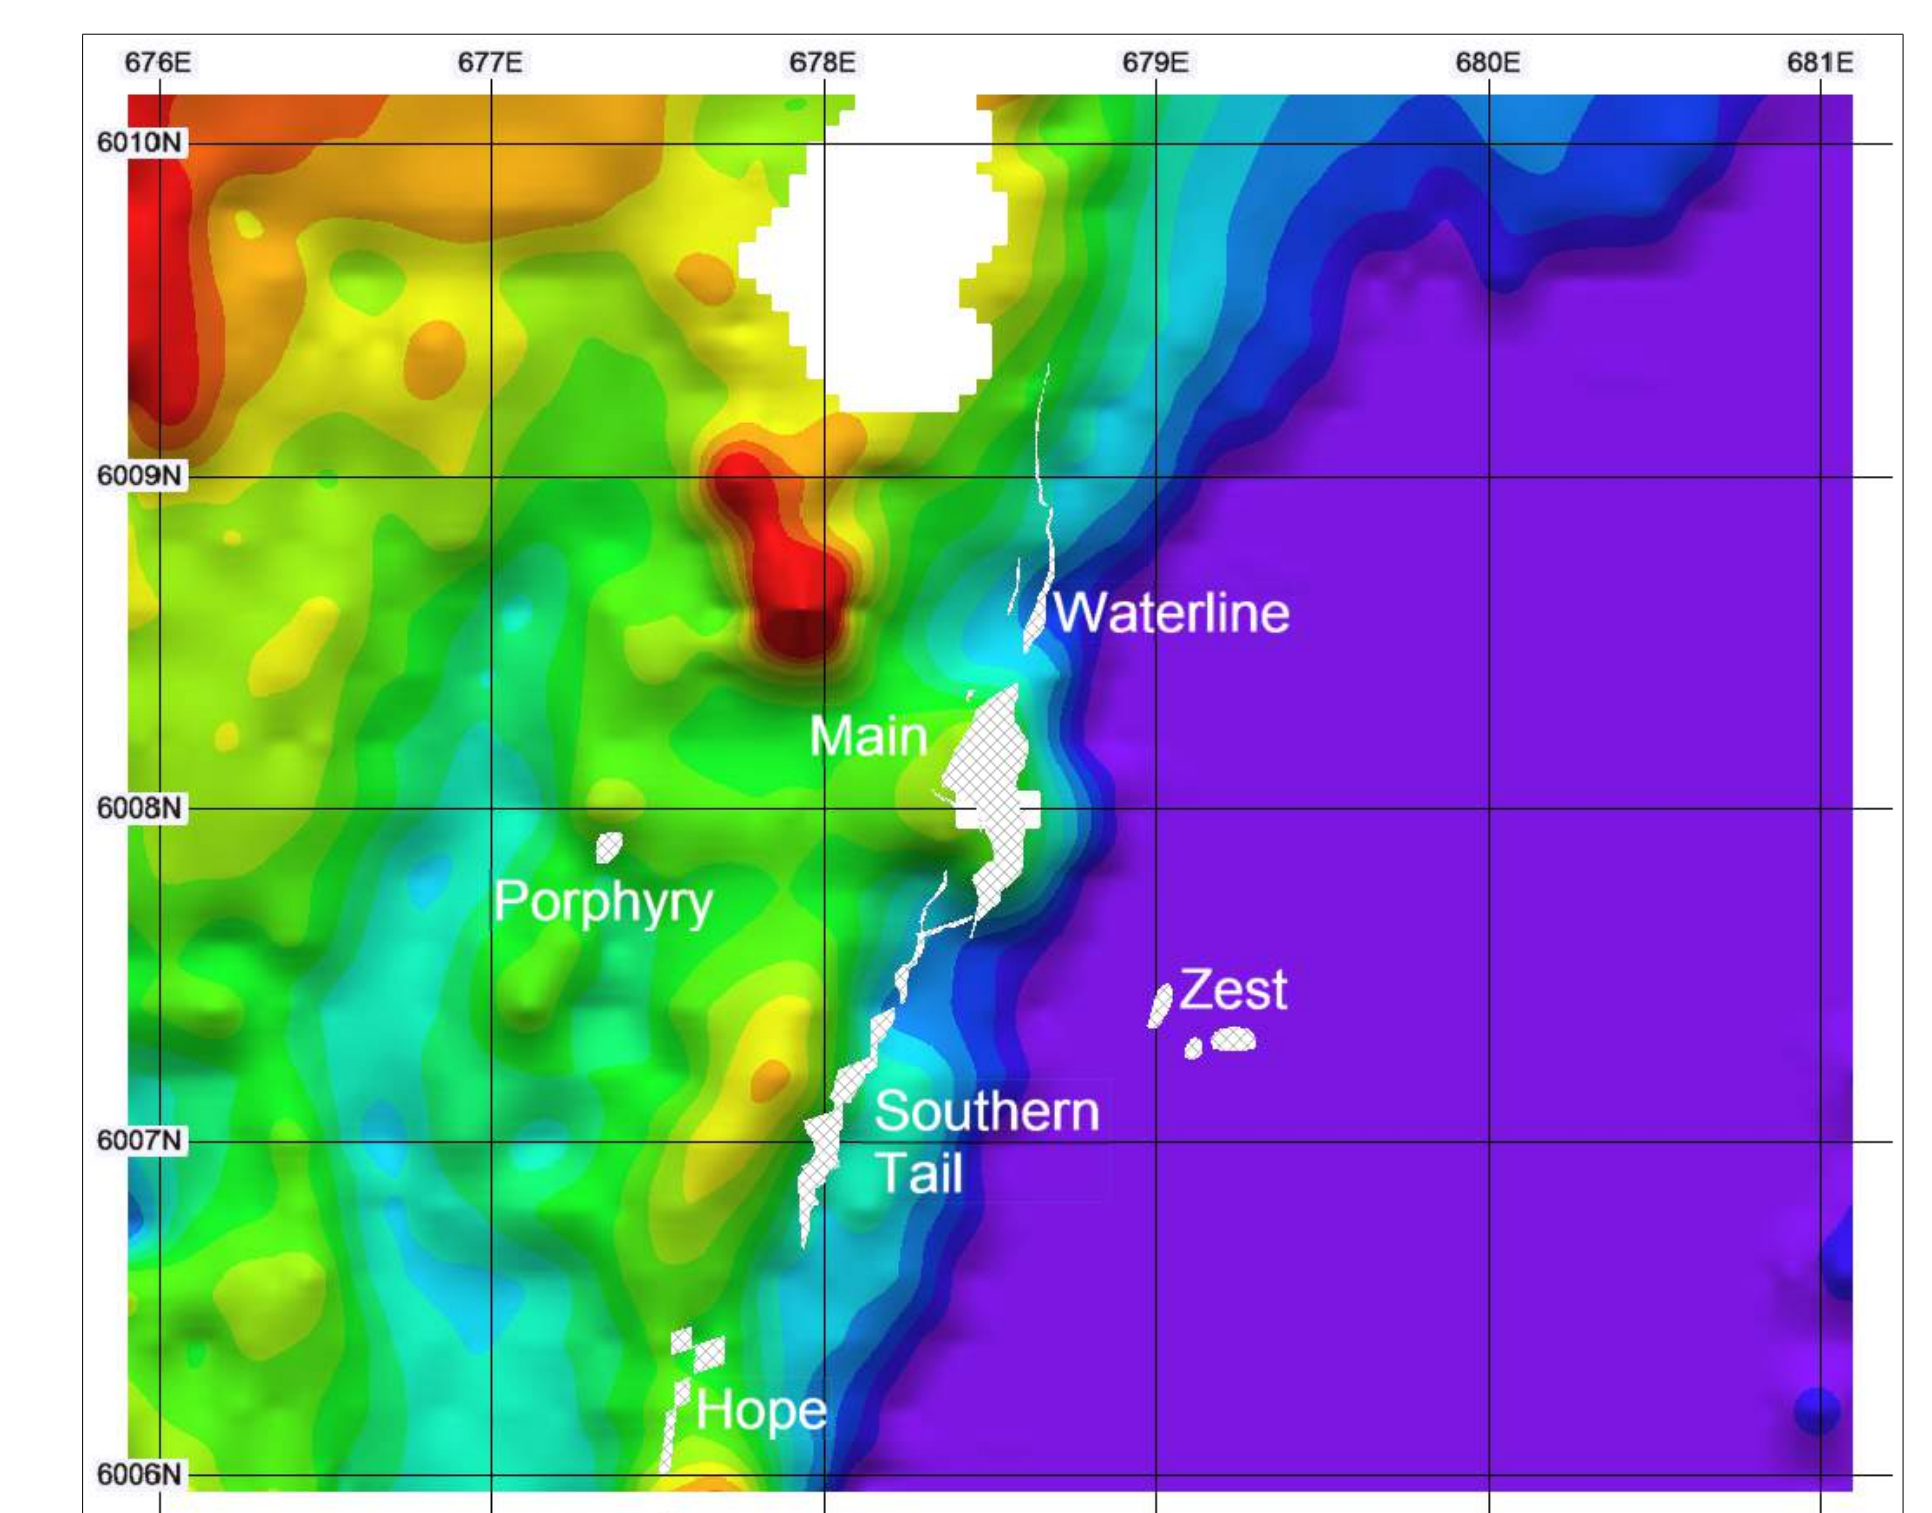 676E 677E 678E 679E 680E 681E
6010N
6009N
Waterline
Main
6008N
Porphyry
Zest
Southern
Tail
6007N
Hope
6006N